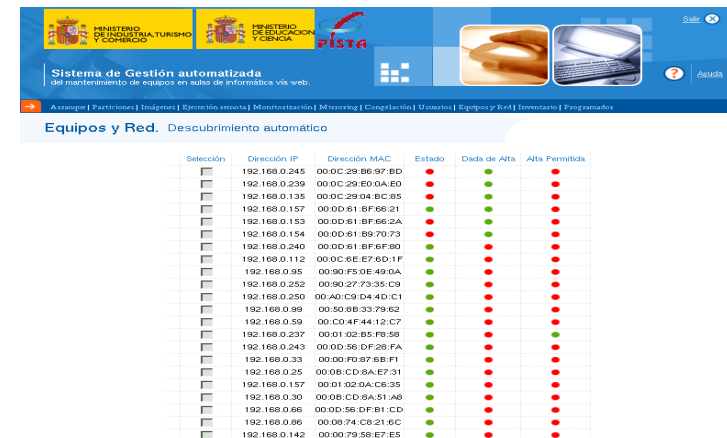 MINISTERIO
DE INDUSTRIA, TURISMO
Y COMERCIO
MINISTERIO
DE EDUCACION
Y CIENCIA
PISTA
Salir
Sistema de Gestión automatizada
del mantenimiento de equipos en aulas de informática vía web.
? Ayuda
Arranque | Particiones | Imágenes | Ejecución remota | Monitorización | Mirroring | Congelación | Usuarios | Equipos y Red | Inventario | Programador
Equipos y Red. Descubrimiento automático
Selección Dirección IP Dirección MAC Estado Dada de Alta Alta Permitida
192.168.0.245 00:0C:29:B6:97:BD
192.168.0.239 00:0C:29:E0:0A:E0
192.168.0.135 00:0C:29:04:BC:85
192.168.0.157 00:0D:61:BF:66:21
192.168.0.153 00:0D:61:BF:66:2A
192.168.0.154 00:0D:61:B9:70:73
192.168.0.240 00:0D:61:BF:6F:80
192.168.0.112 00:0C:6E:E7:6D:1F
192.168.0.95 00:90:F5:0E:49:0A
192.168.0.252 00:90:27:73:35:C9
192.168.0.250 00:A0:C9:D4:4D:C1
192.168.0.99 00:50:8B:33:79:62
192.168.0.59 00:C0:4F:44:12:C7
192.168.0.237 00:01:02:B5:F8:58
192.168.0.243 00:0D:56:DF:28:FA
192.168.0.33 00:00:F0:87:6B:F1
192.168.0.25 00:0B:CD:8A:E7:31
192.168.0.157 00:01:02:0A:C6:35
192.168.0.30 00:0B:CD:8A:51:A8
192.168.0.66 00:0D:56:DF:B1:CD
192.168.0.86 00:08:74:C8:21:6C
192.168.0.142 00:00:79:58:E7:E5